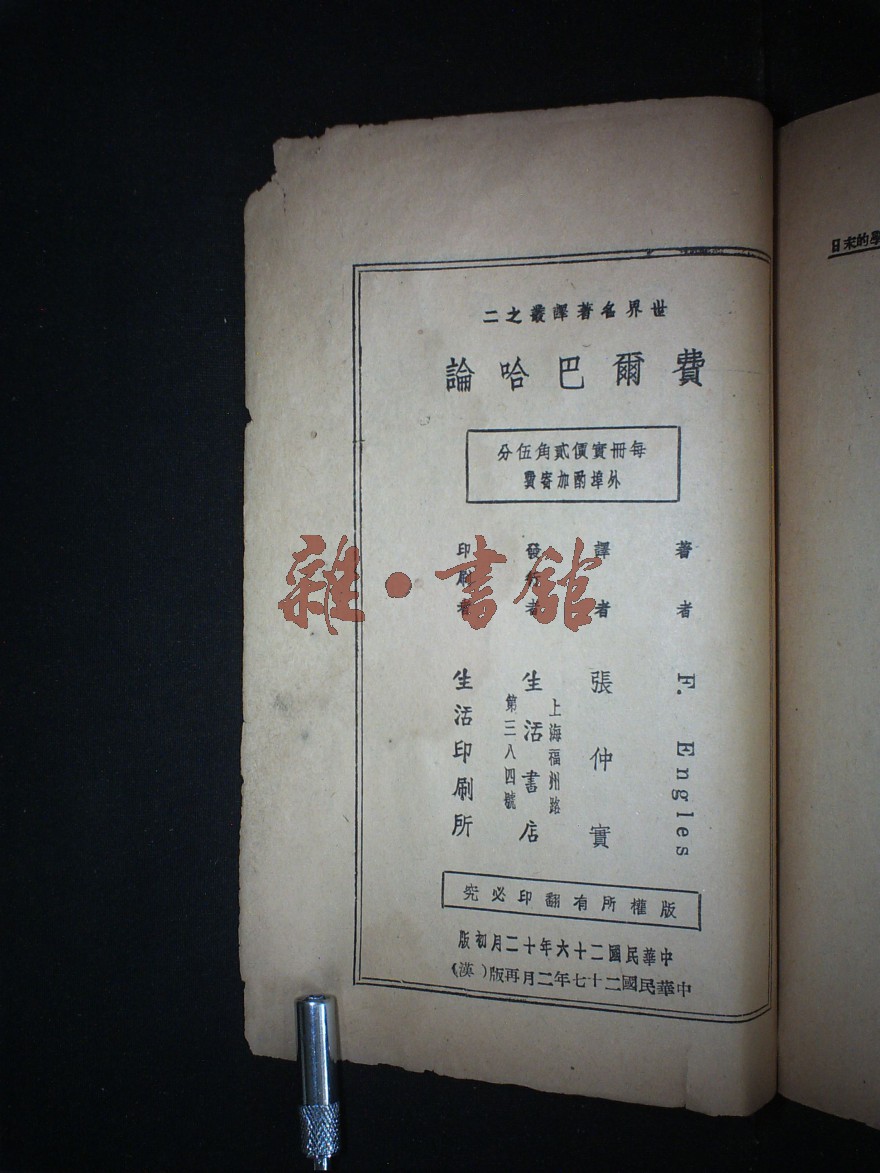 世界名著譯叢之二
費爾巴哈論
每冊實價貳角伍分
外埠酌加寄費
著者 F. Engles
譯者 張仲實
發行者 生活書店
上海福州路
第三八四號
印刷者 生活印刷所
版權所有翻印必究
中華民國二十六年十二月初版
中華民國二十七年二月再版(漢)
雜·書館
學的末日